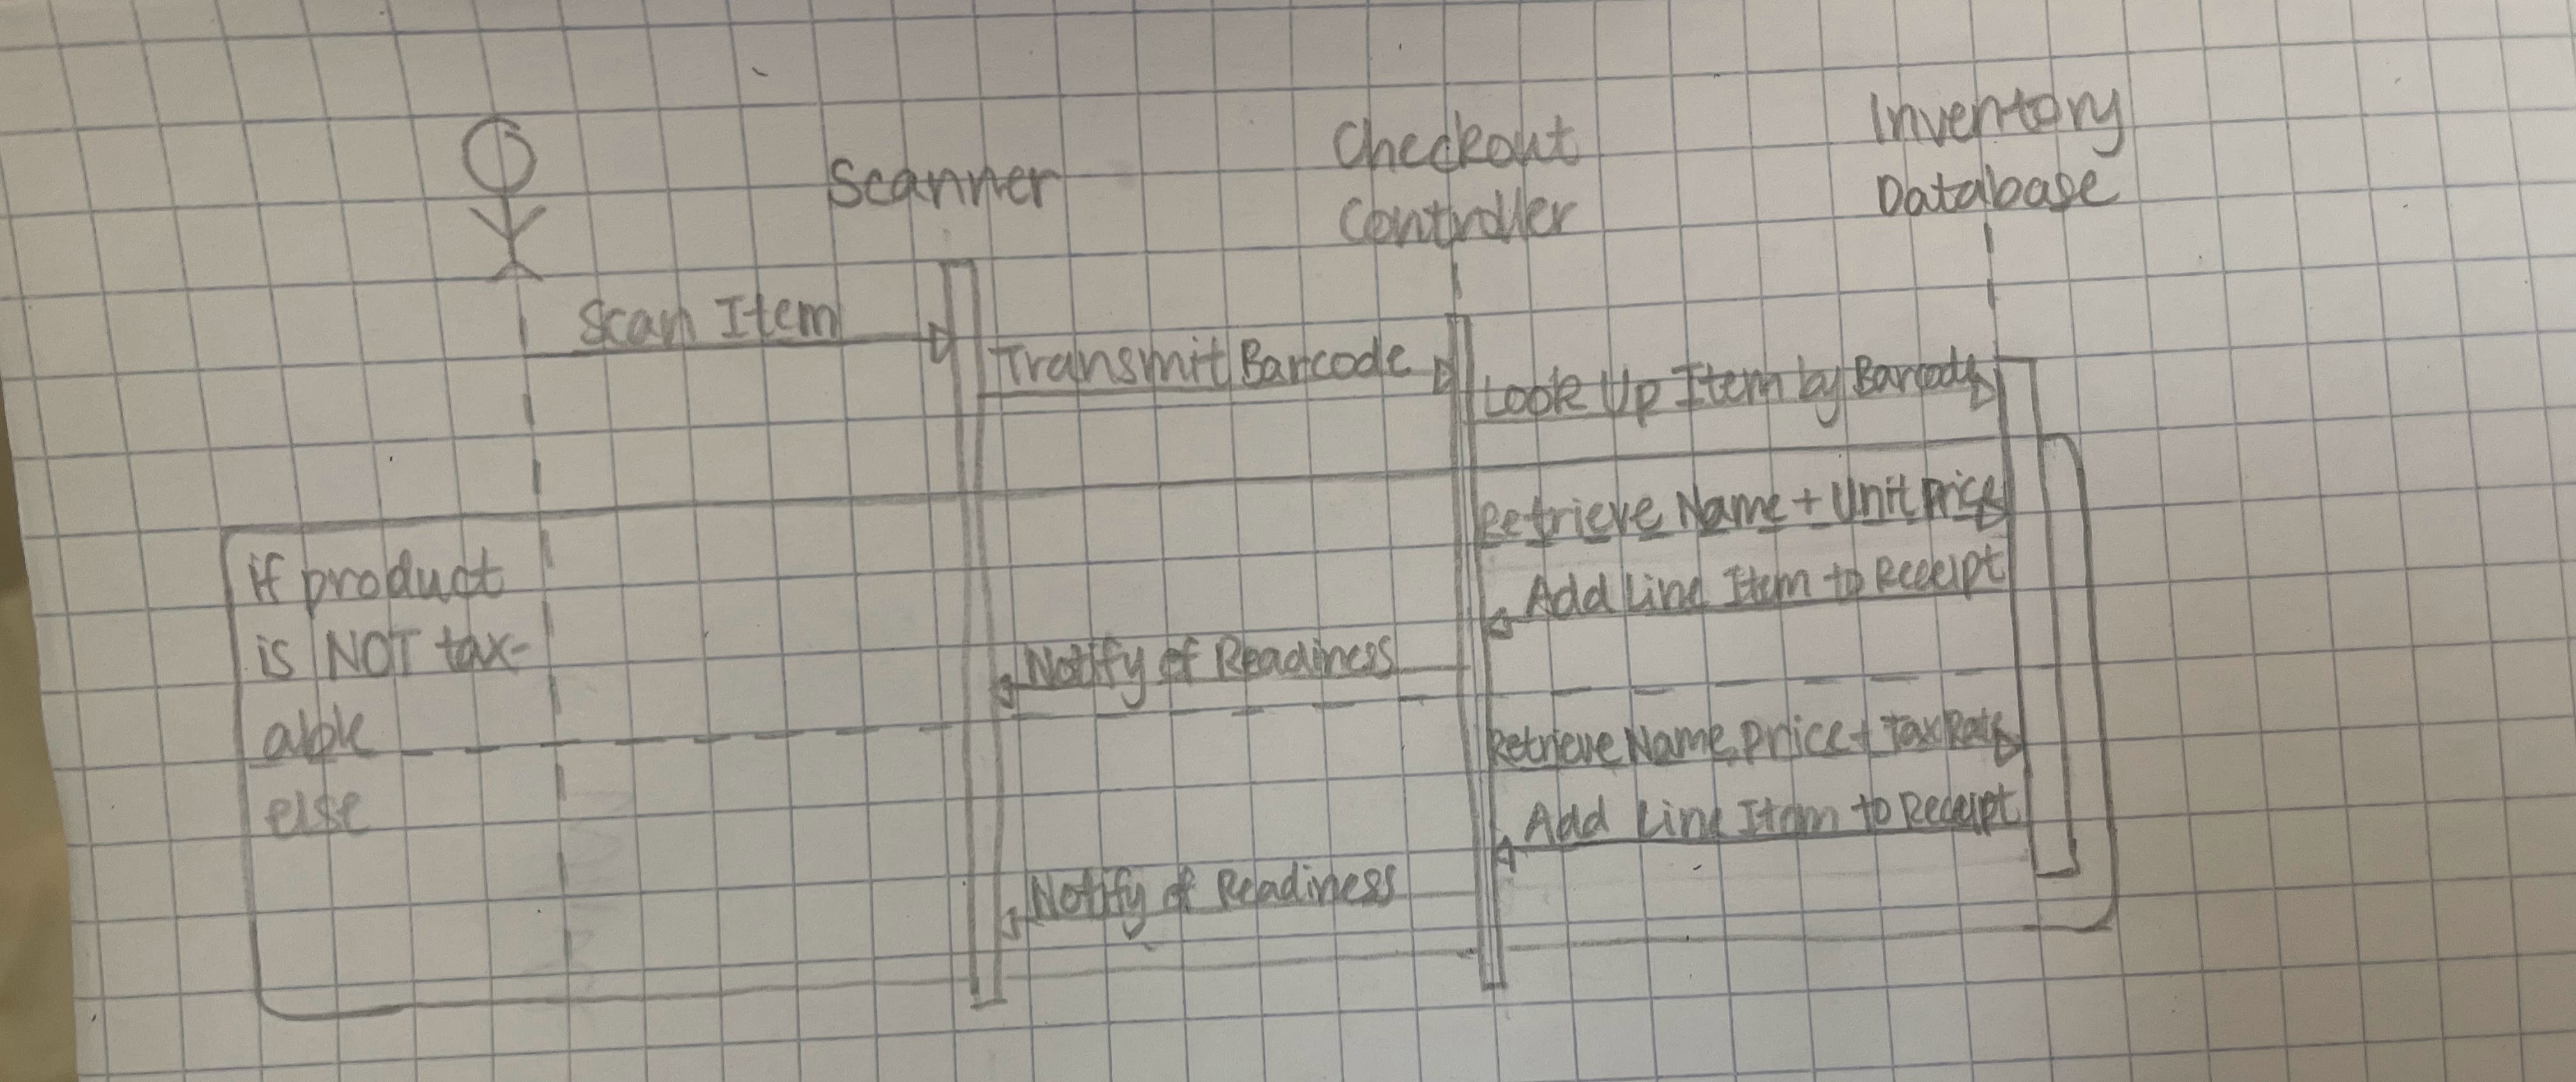 Scanner
Checkout
Controller
Inventory
Database
Scan Item
Transmit Barcode
Look Up Item by Barcode
if product
is NOT tax-
able
else
Retrieve Name + Unit Price
Add Line Item to Receipt
Notify of Readiness
Retrieve Name, Price + Tax Rate
Add Line Item to Receipt
Notify of Readiness